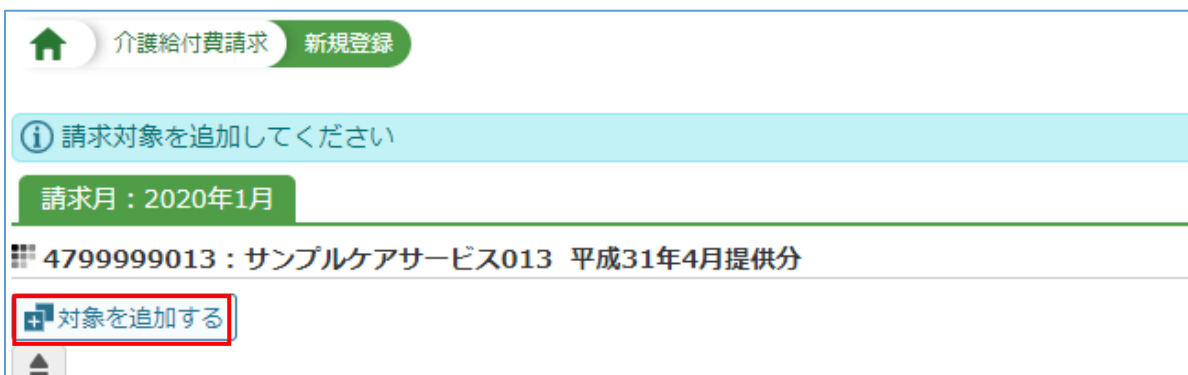 介護給付費請求 新規登録
請求対象を追加してください
請求月：2020年1月
4799999013：サンプルケアサービス013 平成31年4月提供分
対象を追加する